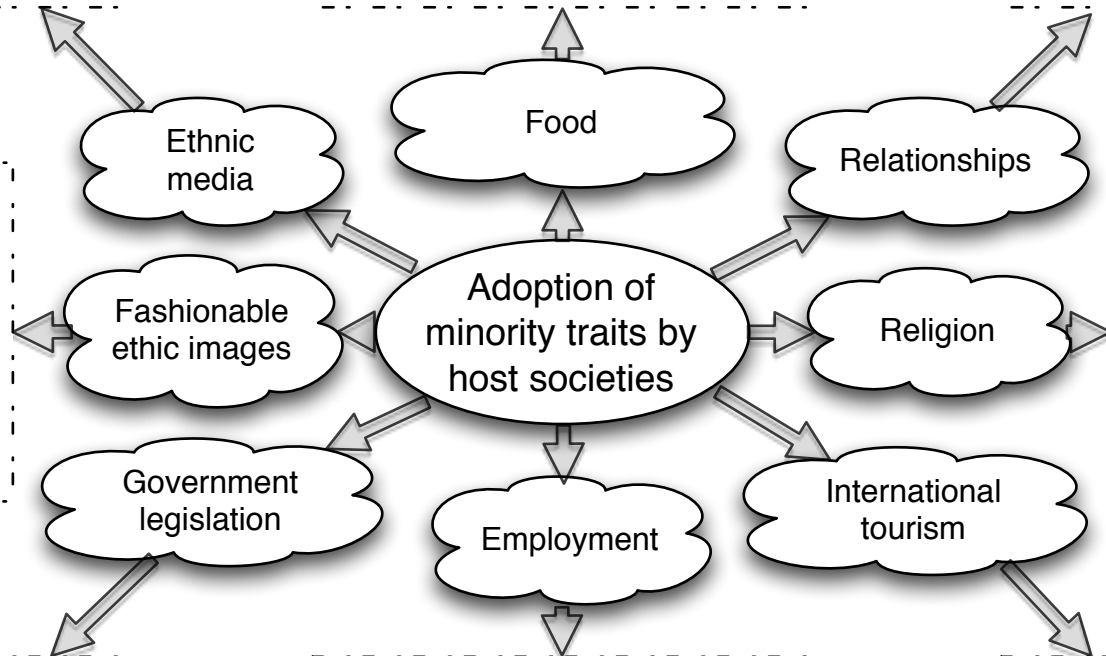 Ethnic
media
Food
Relationships
Fashionable
ethic images
Adoption of
minority traits by
host societies
Religion
Government
legislation
Employment
International
tourism